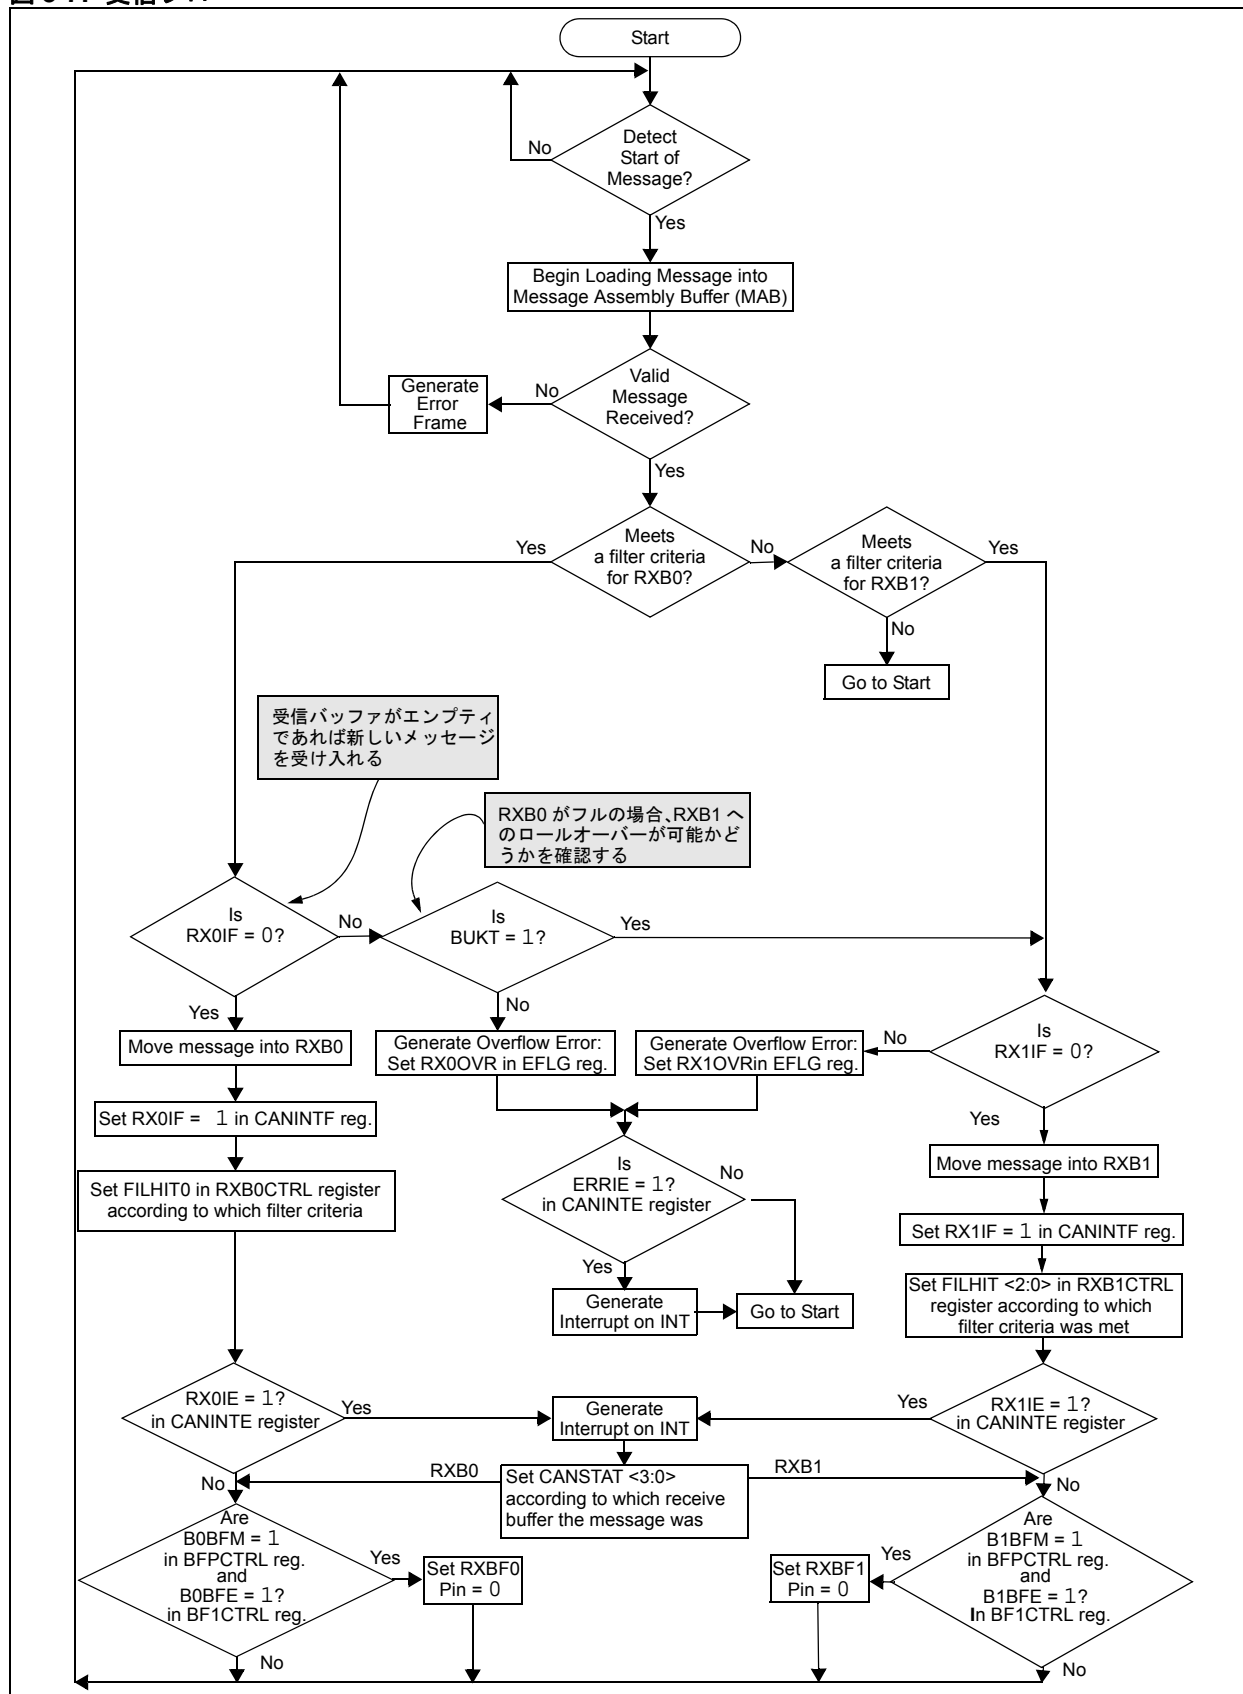 Start
Detect
Start of
Message?
No
Yes
Begin Loading Message into
Message Assembly Buffer (MAB)
Valid
Message
Received?
No
Generate
Error
Frame
Yes
Meets
a filter criteria
for RXB0?
Yes
No
Meets
a filter criteria
for RXB1?
Yes
No
Go to Start
受信バッファがエンプティ
であれば新しいメッセージ
を受け入れる
RXB0 がフルの場合、RXB1 へ
のロールオーバーが可能かど
うかを確認する
Is
RX0IF = 0?
No
Is
BUKT = 1?
Yes
Yes
No
Is
RX1IF = 0?
No
Yes
Move message into RXB0
Generate Overflow Error:
Set RX0OVR in EFLG reg.
Generate Overflow Error:
Set RX1OVRin EFLG reg.
Set RX0IF = 1 in CANINTF reg.
Move message into RXB1
Is
ERRIE = 1?
in CANINTE register
No
Yes
Set FILHIT0 in RXB0CTRL register
according to which filter criteria
Set RX1IF = 1 in CANINTF reg.
Generate
Interrupt on INT
Go to Start
Set FILHIT <2:0> in RXB1CTRL
register according to which
filter criteria was met
RX0IE = 1?
in CANINTE register
Yes
Generate
Interrupt on INT
Yes
RX1IE = 1?
in CANINTE register
No
RXB0
Set CANSTAT <3:0>
according to which receive
buffer the message was
RXB1
No
Are
B0BFM = 1
in BFPCTRL reg.
and
B0BFE = 1?
in BF1CTRL reg.
Yes
Set RXBF0
Pin = 0
Set RXBF1
Pin = 0
Yes
Are
B1BFM = 1
in BFPCTRL reg.
and
B1BFE = 1?
In BF1CTRL reg.
No
No